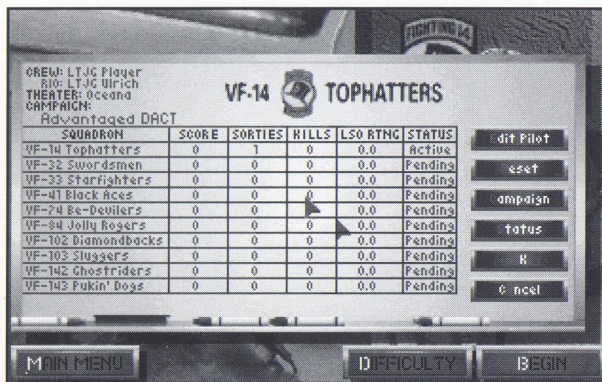 FIGHTING 14
CREW: LTJG Player
RIO: LTJG Ulrich
THEATER: Oceana
CAMPAIGN:
Advantaged DACT
VF-14 TOPHATTERS
SQUADRON SCORE SORTIES KILLS LSO RTNG STATUS
VF-14 Tophatters 0 1 0 0.0 Active
VF-32 Swordsmen 0 0 0 0.0 Pending
VF-33 Starfighters 0 0 0 0.0 Pending
VF-41 Black Aces 0 0 0 0.0 Pending
VF-74 Be-Devilers 0 0 0 0.0 Pending
VF-84 Jolly Rogers 0 0 0 0.0 Pending
VF-102 Diamondbacks 0 0 0 0.0 Pending
VF-103 Sluggers 0 0 0 0.0 Pending
VF-142 Ghostriders 0 0 0 0.0 Pending
VF-143 Pukin' Dogs 0 0 0 0.0 Pending
Edit Pilot
eset
ampaign
tatus
K
C ncel
MAIN MENU
DIFFICULTY
BEGIN